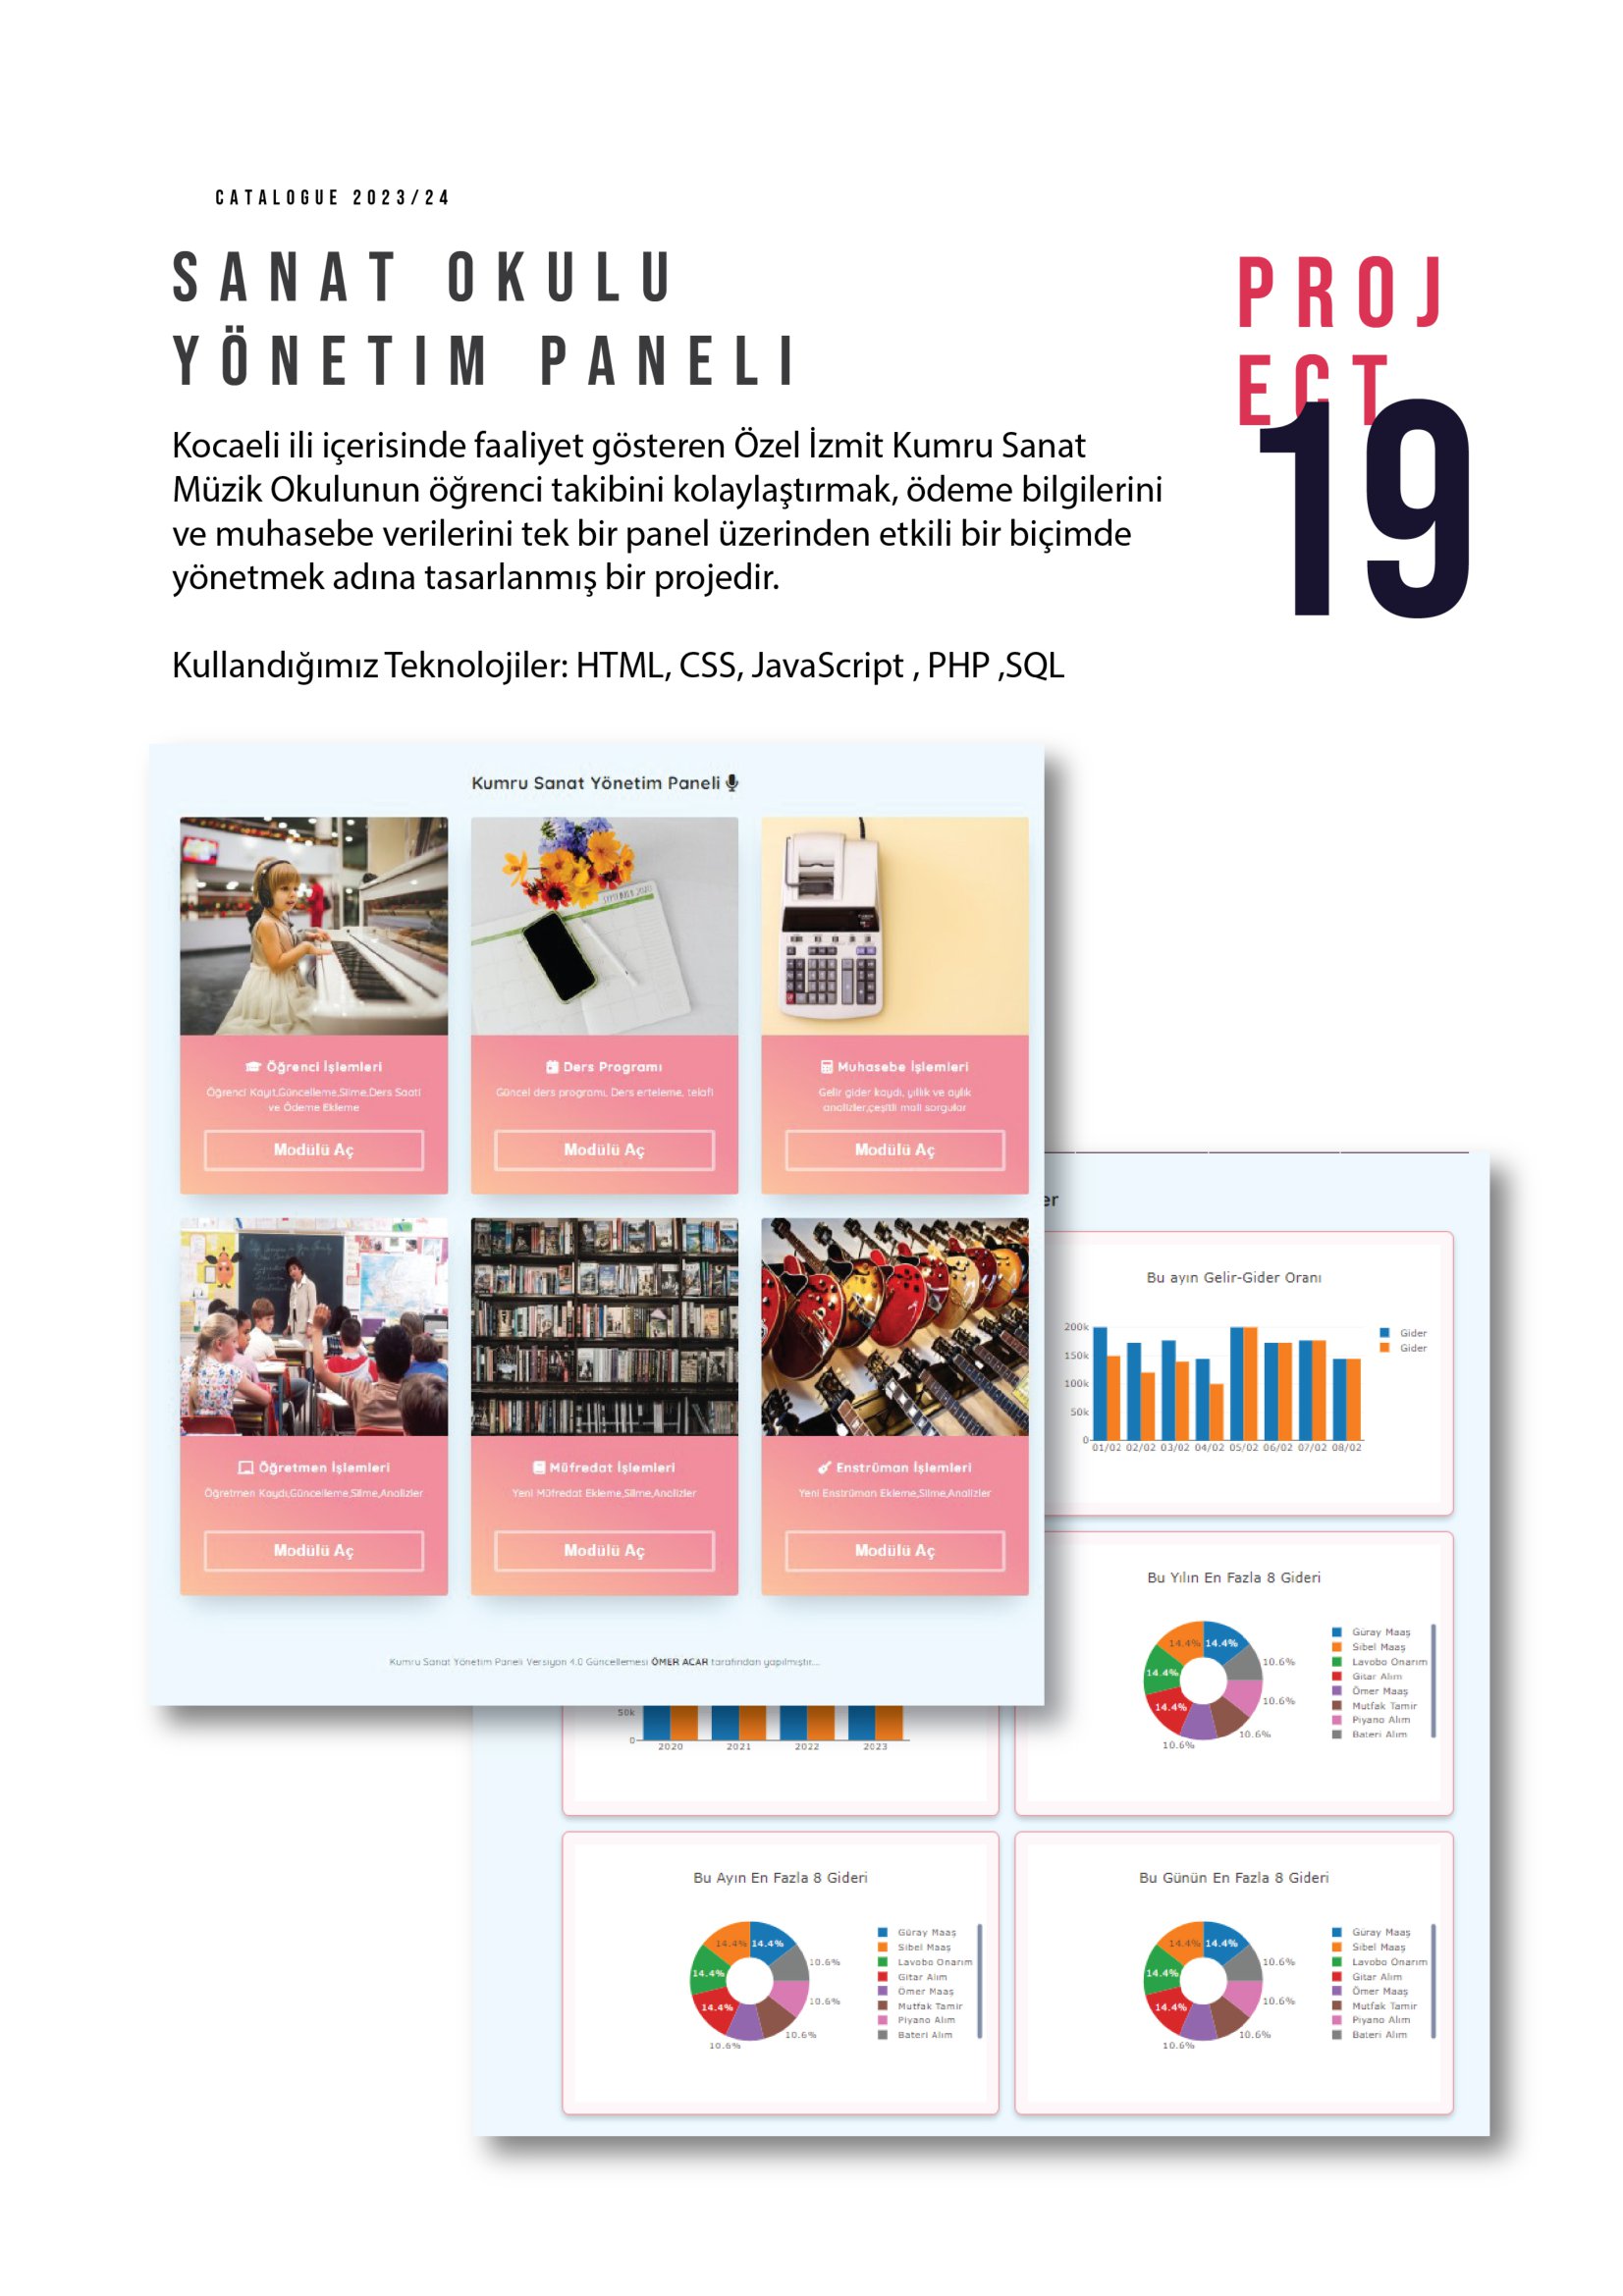 CATALOGUE 2023/24
SANAT OKULU
YÖNETIM PANELI
PROJ
ECT
19
Kocaeli ili içerisinde faaliyet gösteren Özel İzmit Kumru Sanat
Müzik Okulunun öğrenci takibini kolaylaştırmak, ödeme bilgilerini
ve muhasebe verilerini tek bir panel üzerinden etkili bir biçimde
yönetmek adına tasarlanmış bir projedir.
Kullandığımız Teknolojiler: HTML, CSS, JavaScript , PHP ,SQL
Kumru Sanat Yönetim Paneli
SEPTEMBER 2020
Öğrenci İşlemleri
Öğrenci Kayıt,Güncelleme,Silme,Ders Saati
ve Ödeme Ekleme
Modülü Aç
Ders Programı
Güncel ders programı, Ders erteleme, telafi
Modülü Aç
Muhasebe İşlemleri
Gelir gider kaydı, yıllık ve aylık
analizler,çeşitli mali sorgular
Modülü Aç
Öğretmen İşlemleri
Öğretmen Kaydı,Güncelleme,Silme,Analizler
Modülü Aç
Müfredat İşlemleri
Yeni Müfredat Ekleme,Silme,Analizler
Modülü Aç
Enstrüman İşlemleri
Yeni Enstrüman Ekleme,Silme,Analizler
Modülü Aç
Kumru Sanat Yönetim Paneli Versiyon 4.0 Güncellemesi ÖMER ACAR tarafından yapılmıştır....
er
Bu ayın Gelir-Gider Oranı
200k
150k
100k
50k
0
01/02 02/02 03/02 04/02 05/02 06/02 07/02 08/02
Gider
Gider
50k
0
2020 2021 2022 2023
Bu Yılın En Fazla 8 Gideri
14.4% 14.4%
14.4%
14.4%
10.6%
10.6%
10.6%
10.6%
Güray Maaş
Sibel Maaş
Lavobo Onarım
Gitar Alım
Ömer Maaş
Mutfak Tamir
Piyano Alım
Bateri Alım
Bu Ayın En Fazla 8 Gideri
14.4% 14.4%
14.4%
14.4%
10.6%
10.6%
10.6%
10.6%
Güray Maaş
Sibel Maaş
Lavobo Onarım
Gitar Alım
Ömer Maaş
Mutfak Tamir
Piyano Alım
Bateri Alım
Bu Günün En Fazla 8 Gideri
14.4% 14.4%
14.4%
14.4%
10.6%
10.6%
10.6%
10.6%
Güray Maaş
Sibel Maaş
Lavobo Onarım
Gitar Alım
Ömer Maaş
Mutfak Tamir
Piyano Alım
Bateri Alım